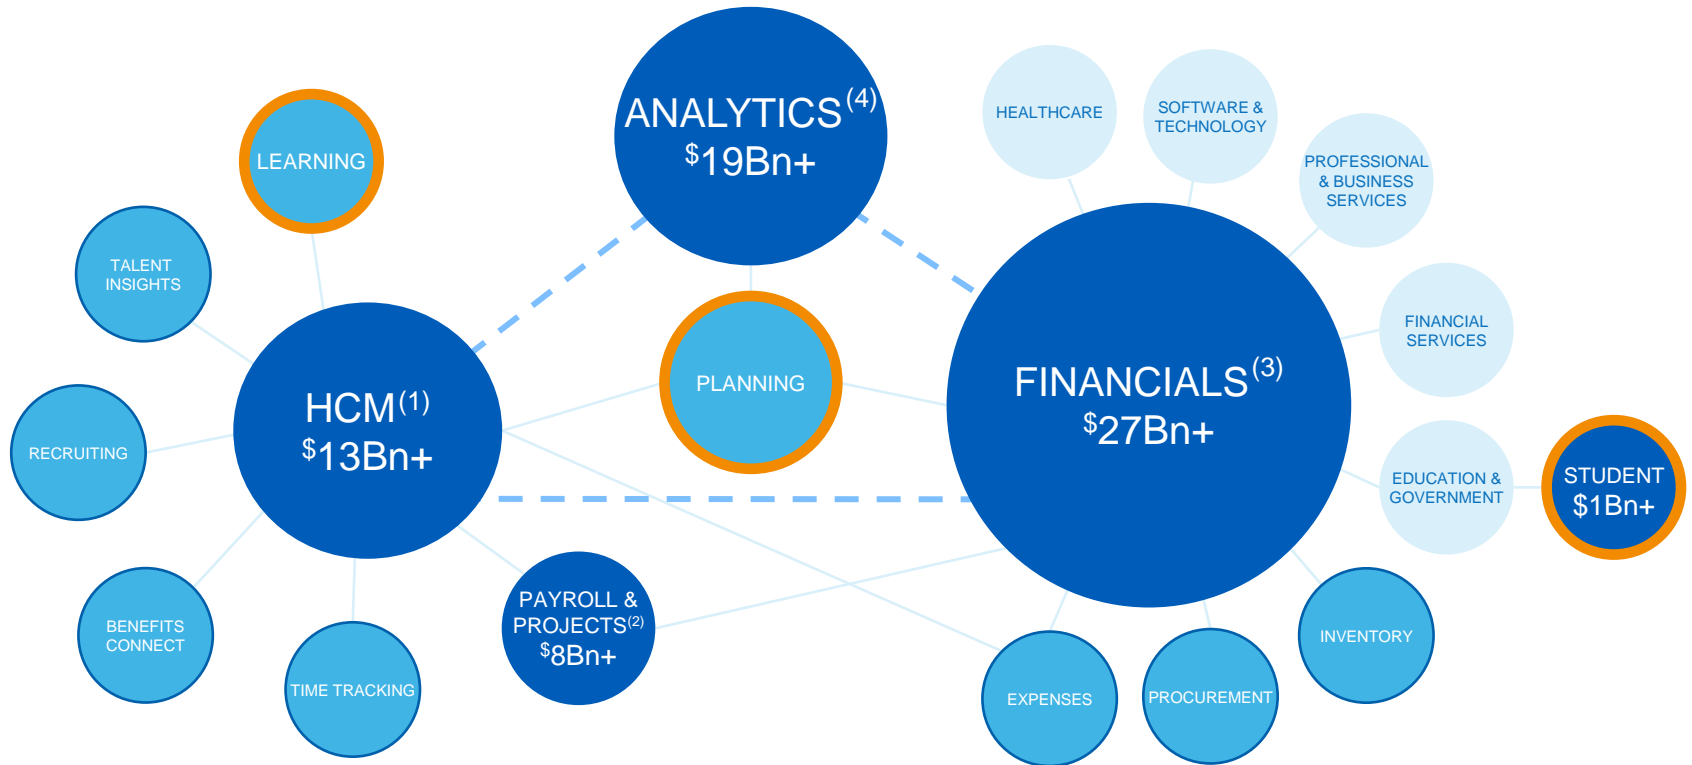 ANALYTICS(4)
$19Bn+
HEALTHCARE
SOFTWARE &
TECHNOLOGY
LEARNING
PROFESSIONAL
& BUSINESS
SERVICES
TALENT
INSIGHTS
FINANCIAL
SERVICES
PLANNING
FINANCIALS(3)
$27Bn+
HCM(1)
$13Bn+
RECRUITING
EDUCATION &
GOVERNMENT
STUDENT
$1Bn+
PAYROLL &
PROJECTS(2)
$8Bn+
BENEFITS
CONNECT
INVENTORY
TIME TRACKING
EXPENSES
PROCUREMENT